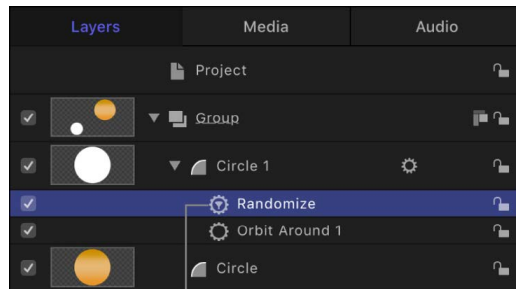 Layers Media Audio
Project
Group
Circle 1
Randomize
Orbit Around 1
Circle